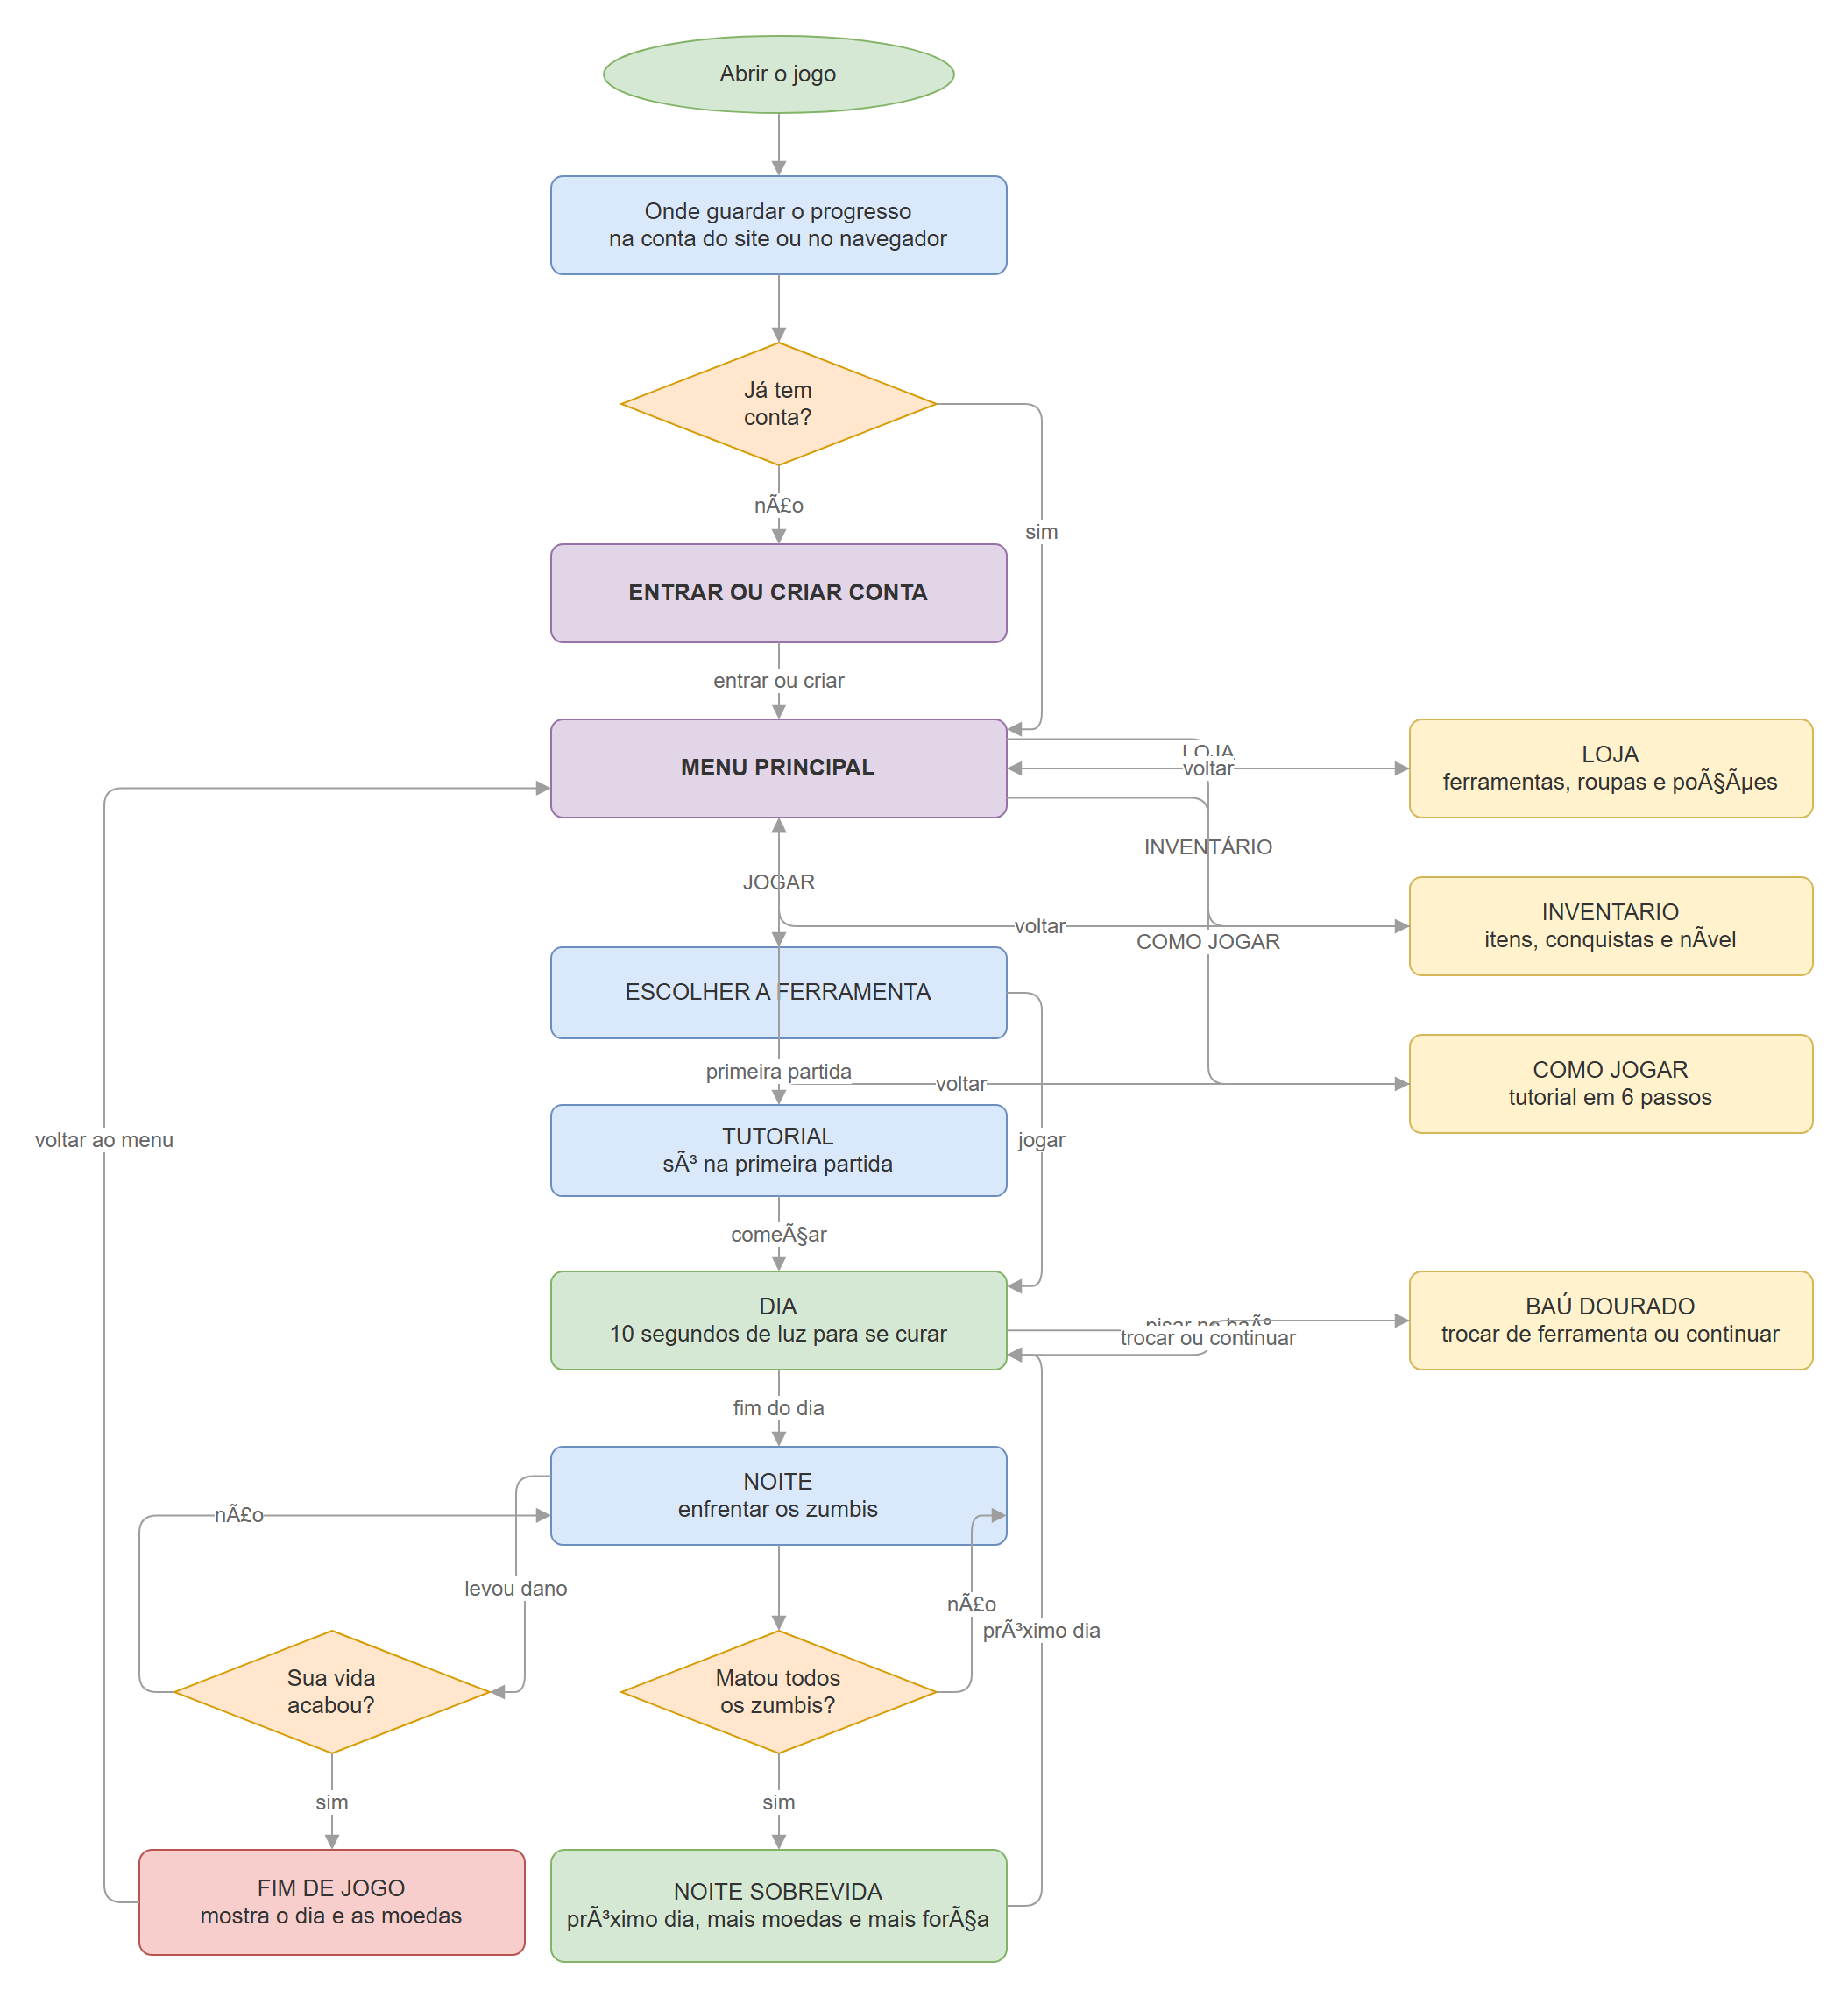 Abrir o jogo
Onde guardar o progresso
na conta do site ou no navegador
Já tem
conta?
nÃ£o
sim
ENTRAR OU CRIAR CONTA
entrar ou criar
MENU PRINCIPAL
LOJA
voltar
LOJA
ferramentas, roupas e poÃ§Ãµes
INVENTÁRIO
JOGAR
voltar
INVENTARIO
itens, conquistas e nÃvel
COMO JOGAR
ESCOLHER A FERRAMENTA
primeira partida
voltar
COMO JOGAR
tutorial em 6 passos
voltar ao menu
TUTORIAL
sÃ³ na primeira partida
jogar
comeÃ§ar
DIA
10 segundos de luz para se curar
pisar no baÃº
trocar ou continuar
BAÚ DOURADO
trocar de ferramenta ou continuar
fim do dia
NOITE
enfrentar os zumbis
nÃ£o
levou dano
nÃ£o
prÃ³ximo dia
Sua vida
acabou?
Matou todos
os zumbis?
sim
sim
FIM DE JOGO
mostra o dia e as moedas
NOITE SOBREVIDA
prÃ³ximo dia, mais moedas e mais forÃ§a